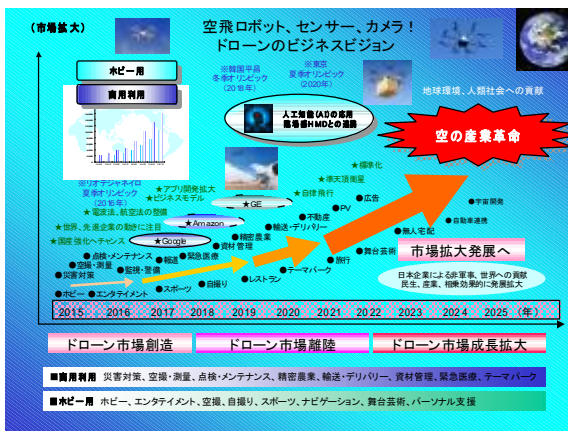 (市場拡大)
空飛ぶロボット、センサー、カメラ!
ドローンのビジネスビジョン
ホビー用
商用利用
※韓国平昌
冬季オリンピック
(2018年)
※東京
夏季オリンピック
(2020年)
地球環境、人類社会への貢献
人工知能(AI)の応用
臨場感HMDとの連携
空の産業革命
※リオデジャネイロ
夏季オリンピック
(2016年)
★アプリ開発拡大
★ビジネスモデル
★電波法、航空法の整備
★世界、先進企業の動きに注目
★国産強化へチャンス
★Google
★Amazon
★GE
★自律飛行
★準天頂衛星
★標準化
●宇宙開発
●自動車連携
●無人宅配
●広告
●PV
●不動産
●輸送・デリバリー
●精密農業
●資材管理
●緊急医療
●報道
●点検・メンテナンス
●空撮・測量
●監視・警備
●災害対策
●ホビー
●エンタテイメント
●スポーツ
●自撮り
●レストラン
●テーマパーク
●旅行
●舞台芸術
市場拡大発展へ
日本企業による非軍事、世界への貢献
民生、産業、相乗効果的に発展拡大
2015 2016 2017 2018 2019 2020 2021 2022 2023 2024 2025 (年)
ドローン市場創造
ドローン市場離陸
ドローン市場成長拡大
■商用利用 災害対策、空撮・測量、点検・メンテナンス、精密農業、輸送・デリバリー、資材管理、緊急医療、テーマパーク
■ホビー用 ホビー、エンタテイメント、空撮、自撮り、スポーツ、ナビゲーション、舞台芸術、パーソナル支援